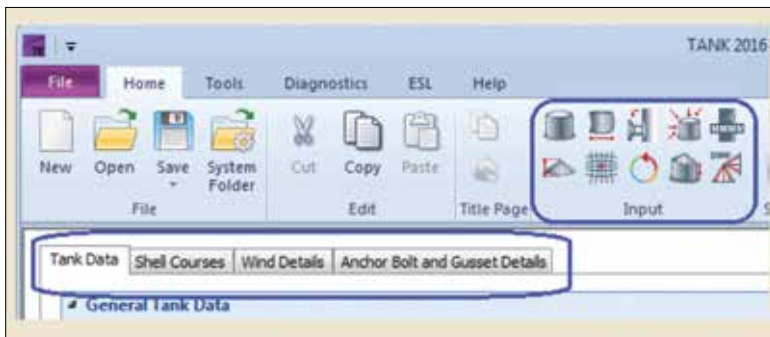 TANK 2016
File Home Tools Diagnostics ESL Help
New Open Save System Folder Cut Copy Paste
File Edit Title Page Input
Tank Data Shell Courses Wind Details Anchor Bolt and Gusset Details
General Tank Data